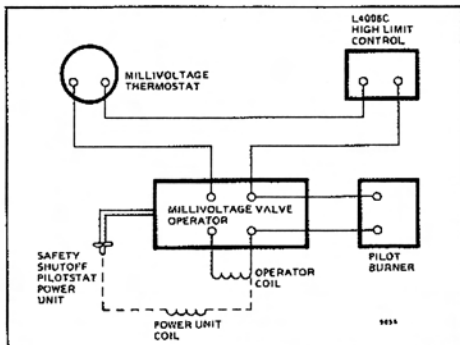 L4006C
HIGH LIMIT
CONTROL
MILLIVOLTAGE
THERMOSTAT
MILLIVOLTAGE VALVE
OPERATOR
SAFETY
SHUTOFF
PILOTSTAT
POWER
UNIT
OPERATOR
COIL
PILOT
BURNER
POWER UNIT
COIL